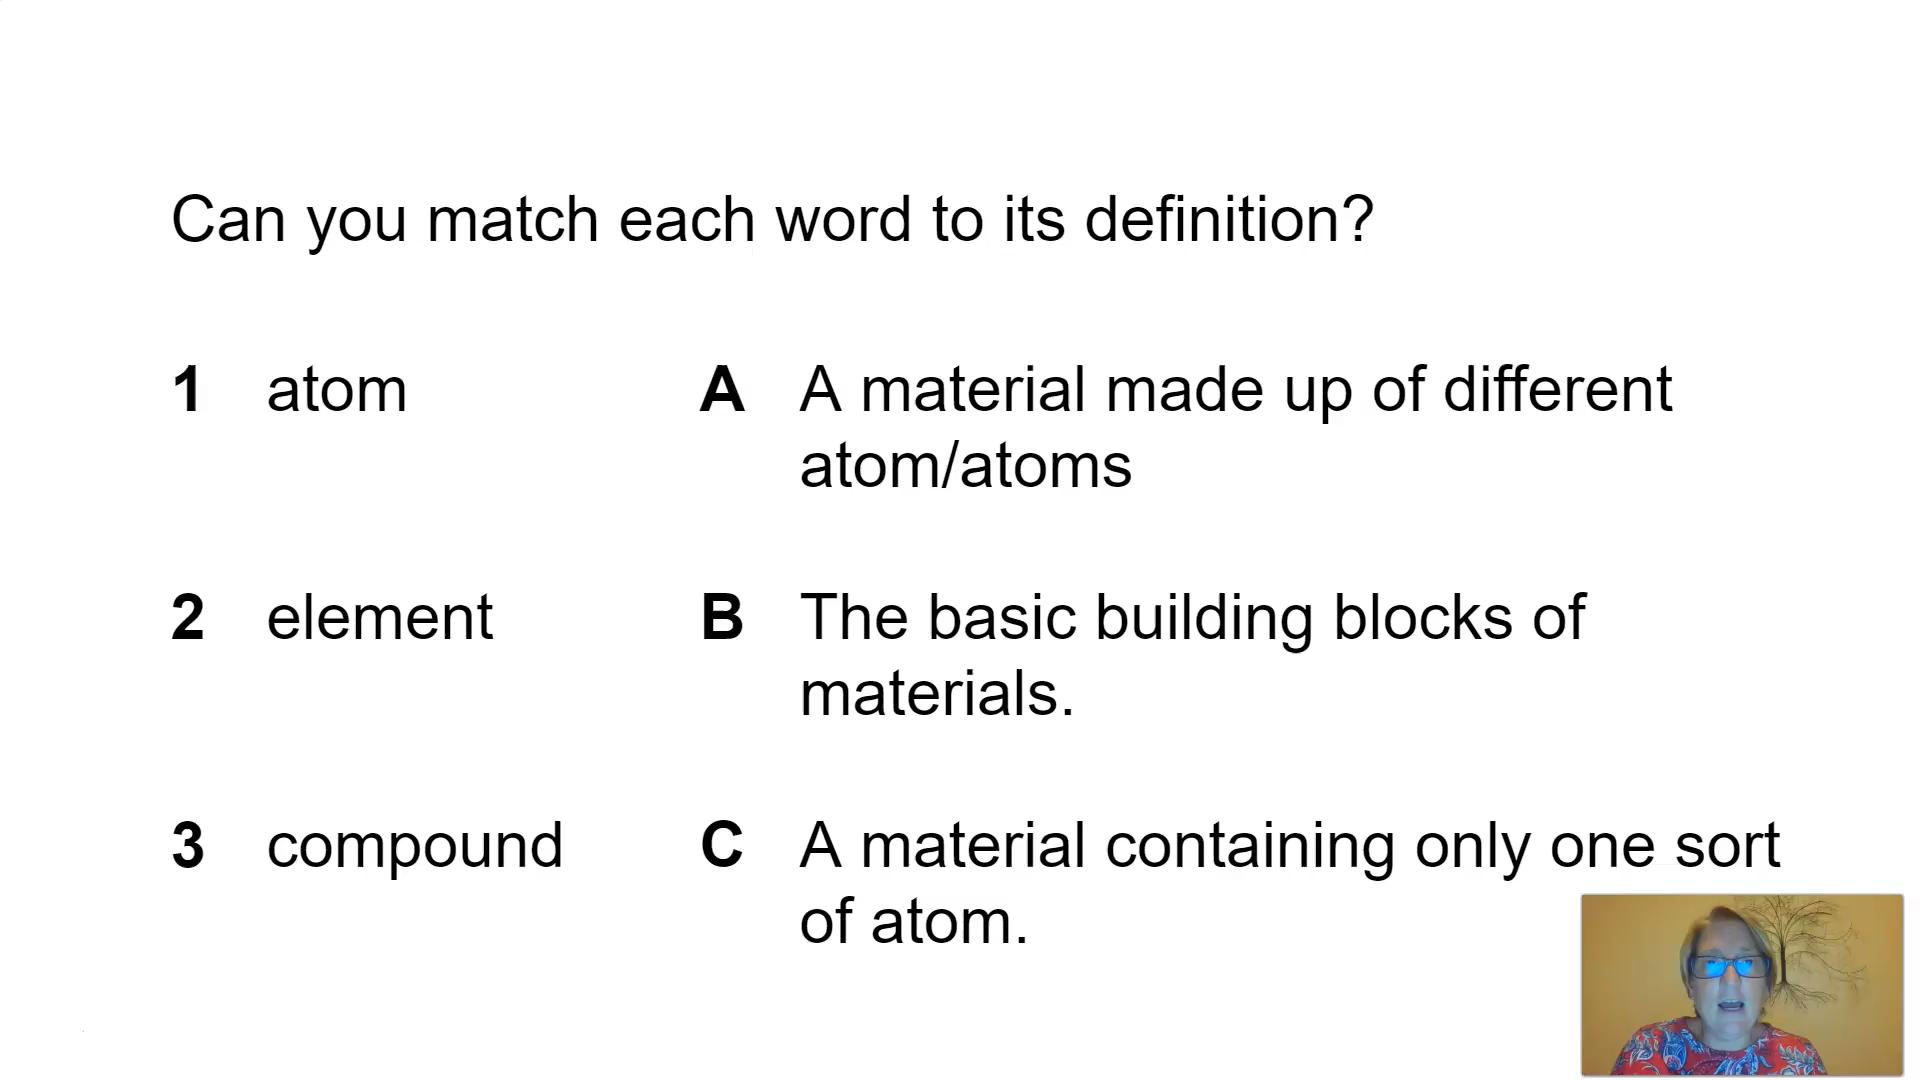 Can you match each word to its definition?
1 atom
A A material made up of different
atom/atoms
2 element
B The basic building blocks of
materials.
3 compound
C A material containing only one sort
of atom.